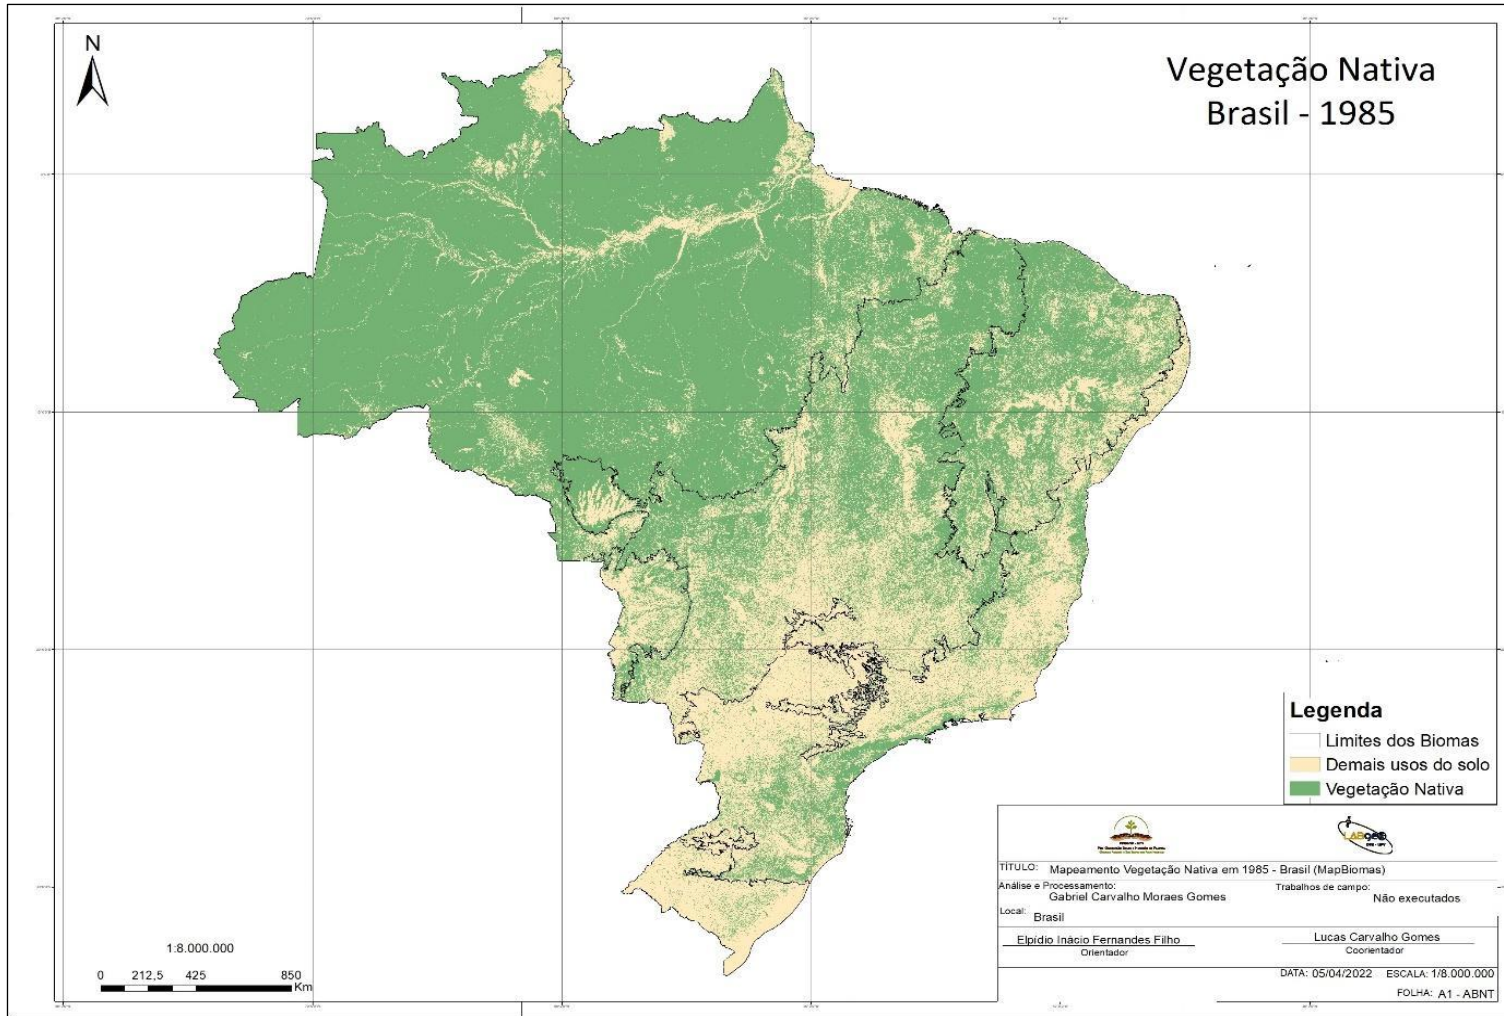 N
Vegetação Nativa
Brasil - 1985
Legenda
Limites dos Biomas
Demais usos do solo
Vegetação Nativa
LABgeo
TÍTULO: Mapeamento Vegetação Nativa em 1985 - Brasil (MapBiomas)
Análise e Processamento:
Gabriel Carvalho Moraes Gomes
Trabalhos de campo:
Não executados
Local: Brasil
Elpídio Inácio Fernandes Filho
Orientador
Lucas Carvalho Gomes
Coorientador
DATA: 05/04/2022 ESCALA: 1/8.000.000
FOLHA: A1 - ABNT
1:8.000.000
0 212,5 425 850
Km